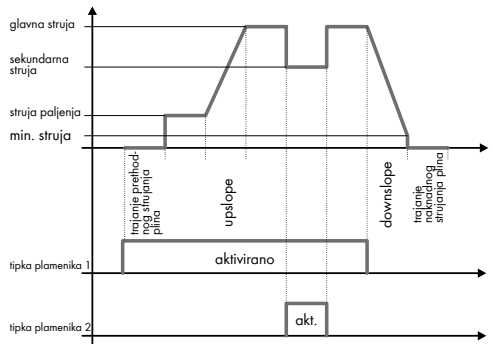 glavna struja
sekundarna
struja
struja paljenja
min. struja
trajanje prethod-
nog strujanja
plina
upslope
downslope
trajanje
naknadnog
strujanja plina
tipka plamenika 1
aktivirano
tipka plamenika 2
akt.